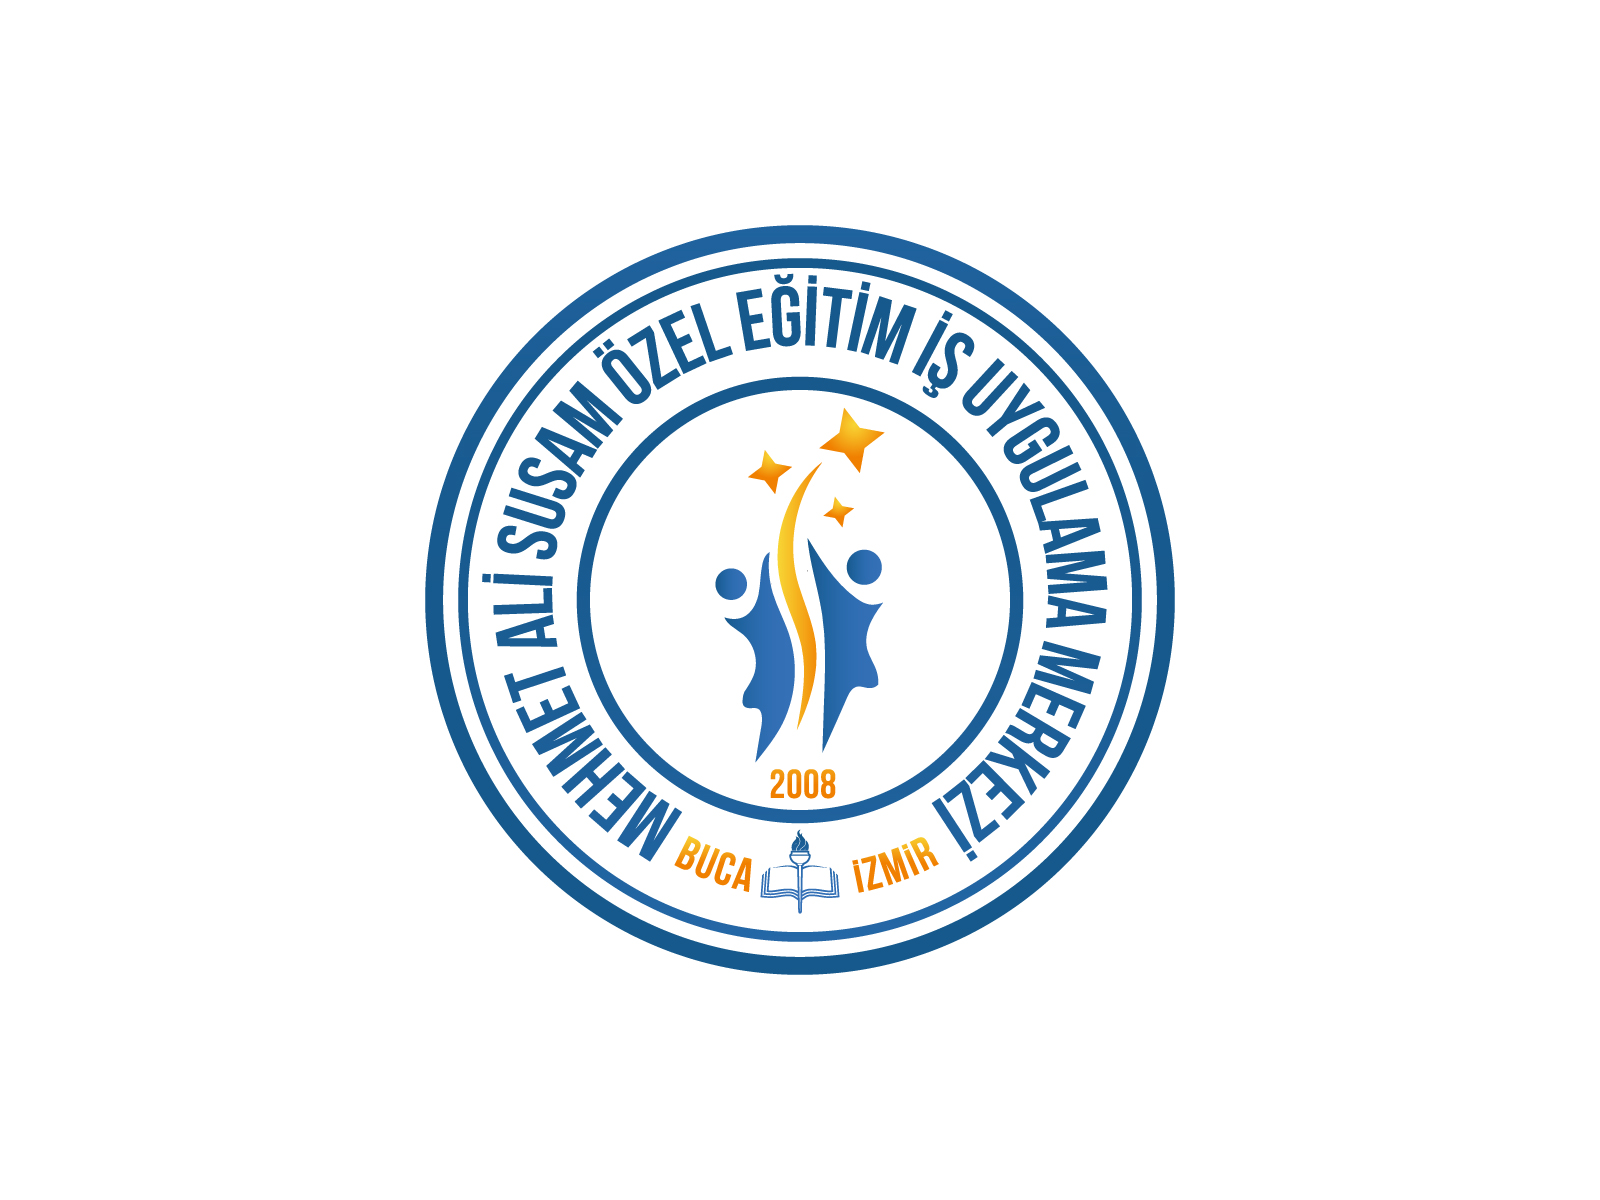 MEHMET ALİ SUSAM ÖZEL EĞİTİM İŞ UYGULAMA MERKEZİ
2008
BUCA İZMİR